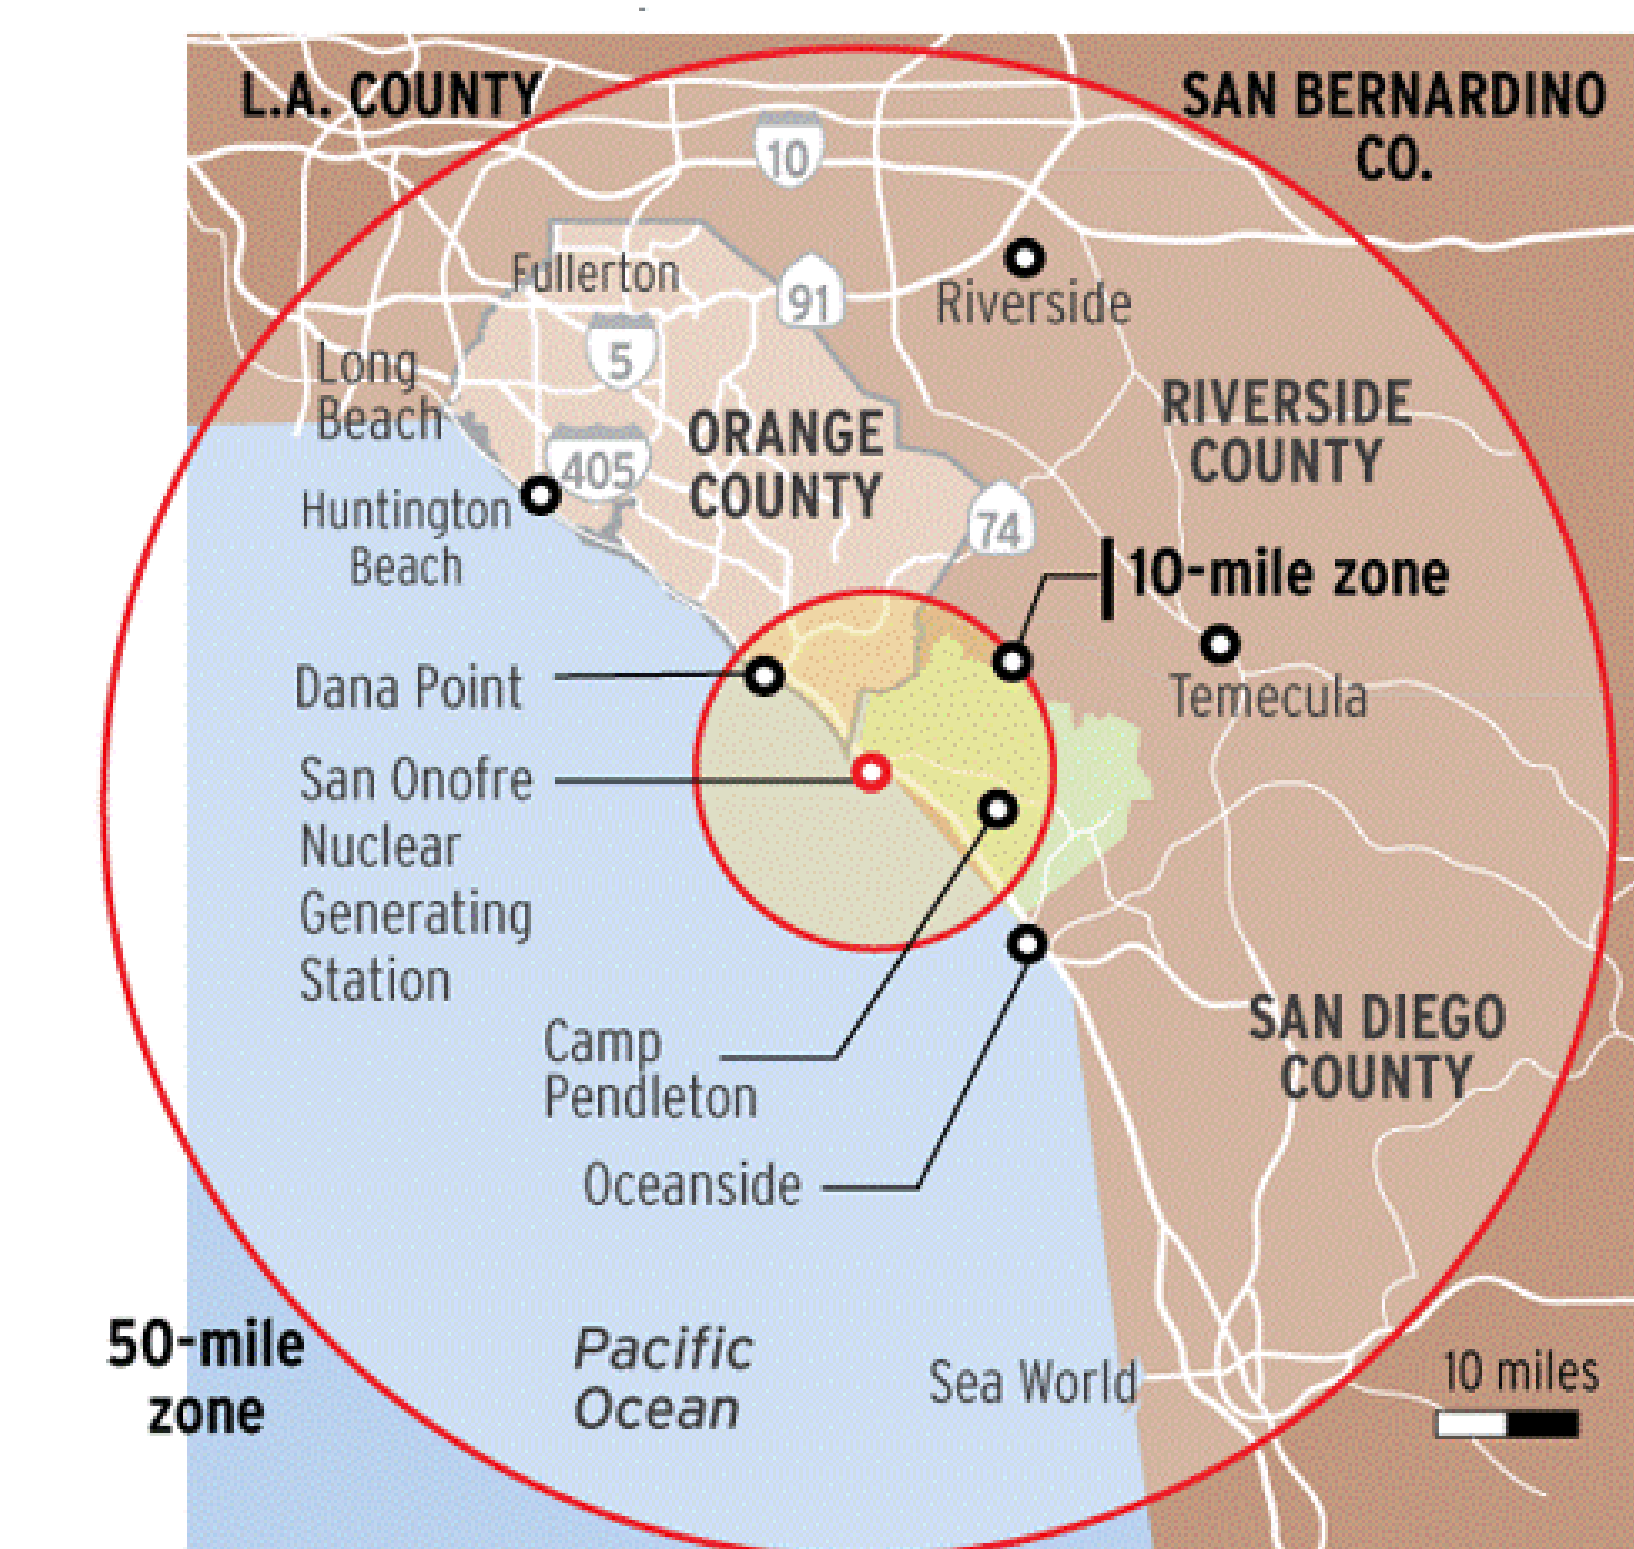 L.A. COUNTY
SAN BERNARDINO
CO.
10
Fullerton
91
Riverside
5
Long
Beach
ORANGE
COUNTY
RIVERSIDE
COUNTY
405
Huntington
Beach
74
10-mile zone
Dana Point
Temecula
San Onofre
Nuclear
Generating
Station
Camp
Pendleton
SAN DIEGO
COUNTY
Oceanside
50-mile
zone
Pacific
Ocean
Sea World
10 miles